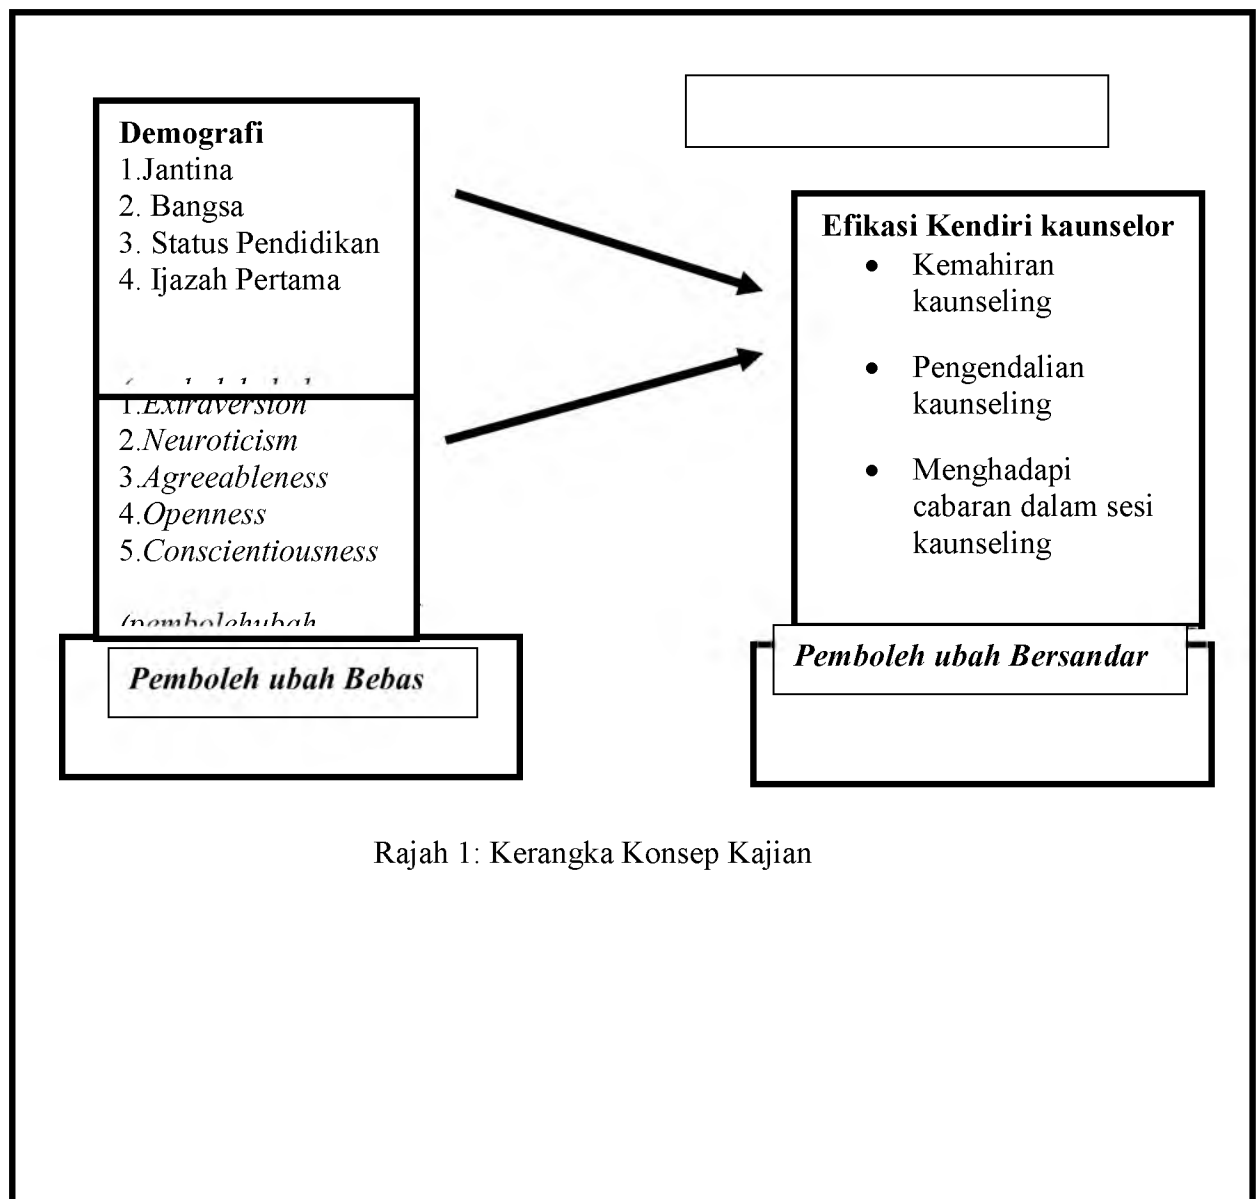 Demografi
1.Jantina
2. Bangsa
3. Status Pendidikan
4. Ijazah Pertama
1.Extraversion
2.Neuroticism
3.Agreeableness
4.Openness
5.Conscientiousness
(pembolehubah
Pemboleh ubah Bebas
Efikasi Kendiri kaunselor
• Kemahiran
kaunseling
• Pengendalian
kaunseling
• Menghadapi
cabaran dalam sesi
kaunseling
Pemboleh ubah Bersandar
Rajah 1: Kerangka Konsep Kajian